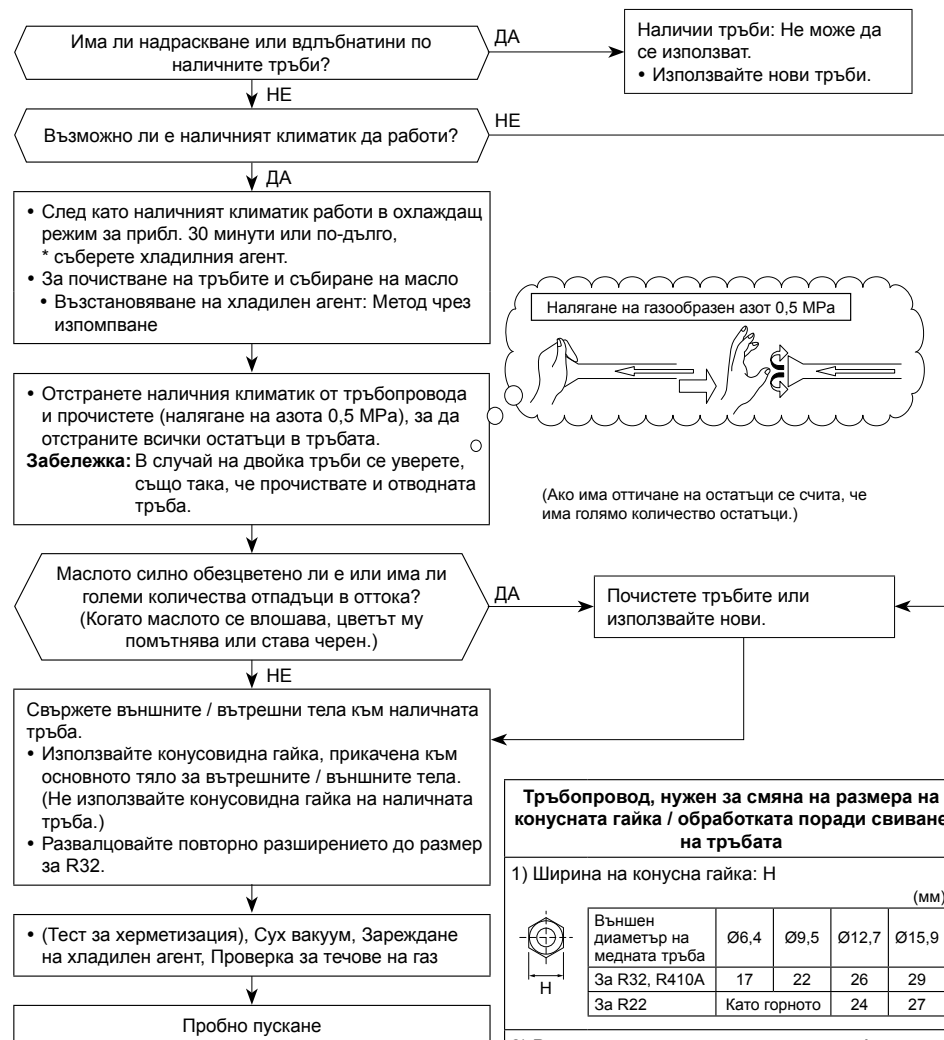 Има ли надраскване или вдлъбнатини по
наличните тръби?
ДА
Наличии тръби: Не може да
се използват.
• Използвайте нови тръби.
НЕ
Възможно ли е наличният климатик да работи?
НЕ
ДА
• След като наличният климатик работи в охлаждащ
режим за прибл. 30 минути или по-дълго,
* съберете хладилния агент.
• За почистване на тръбите и събиране на масло
• Възстановяване на хладилен агент: Метод чрез
изпомпване
Налягане на газообразен азот 0,5 MPa
• Отстранете наличния климатик от тръбопровода
и прочистете (налягане на азота 0,5 MPa), за да
отстраните всички остатъци в тръбата.
Забележка: В случай на двойка тръби се уверете,
също така, че прочиствате и отводната
тръба.
(Ако има оттичане на остатъци се счита, че
има голямо количество остатъци.)
Маслото силно обезцветено ли е или има ли
големи количества отпадъци в оттока?
(Когато маслото се влошава, цветът му
помътнява или става черен.)
ДА
Почистете тръбите или
използвайте нови.
НЕ
Свържете външните / вътрешни тела към наличната
тръба.
• Използвайте конусовидна гайка, прикачена към
основното тяло за вътрешните / външните тела.
(Не използвайте конусовидна гайка на наличната
тръба.)
• Развалцовайте повторно разширението до размер
за R32.
• (Тест за херметизация), Сух вакуум, Зареждане
на хладилен агент, Проверка за течове на газ
Пробно пускане
Тръбопровод, нужен за смяна на размера на
конусната гайка / обработката поради свиване
на тръбата
1) Ширина на конусна гайка: H
(мм)
H
Външен
диаметър на
медната тръба
Ø6,4 Ø9,5 Ø12,7 Ø15,9
За R32, R410A 17 22 26 29
За R22 Като горното 24 27